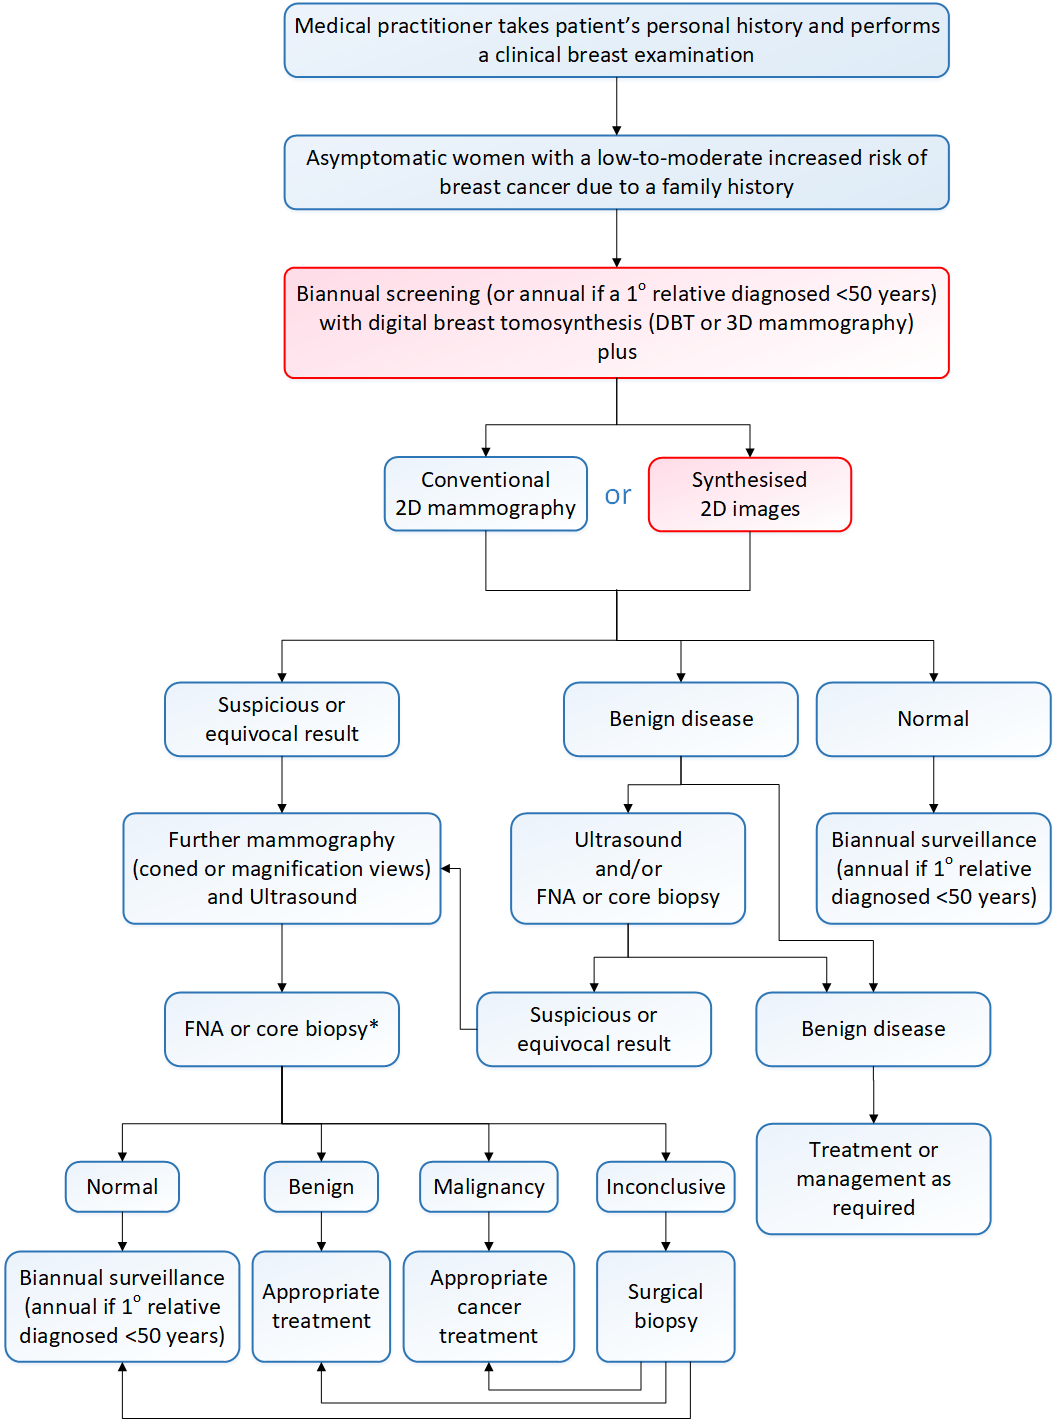 Medical practitioner takes patient’s personal history and performs
a clinical breast examination
Asymptomatic women with a low-to-moderate increased risk of
breast cancer due to a family history
Biannual screening (or annual if a 1º relative diagnosed <50 years)
with digital breast tomosynthesis (DBT or 3D mammography)
plus
Conventional
2D mammography
or
Synthesised
2D images
Suspicious or
equivocal result
Benign disease
Normal
Further mammography
(coned or magnification views)
and Ultrasound
Ultrasound
and/or
FNA or core biopsy
Biannual surveillance
(annual if 1º relative
diagnosed <50 years)
FNA or core biopsy*
Suspicious or
equivocal result
Benign disease
Normal
Benign
Malignancy
Inconclusive
Treatment or
management as
required
Biannual surveillance
(annual if 1º relative
diagnosed <50 years)
Appropriate
treatment
Appropriate
cancer
treatment
Surgical
biopsy